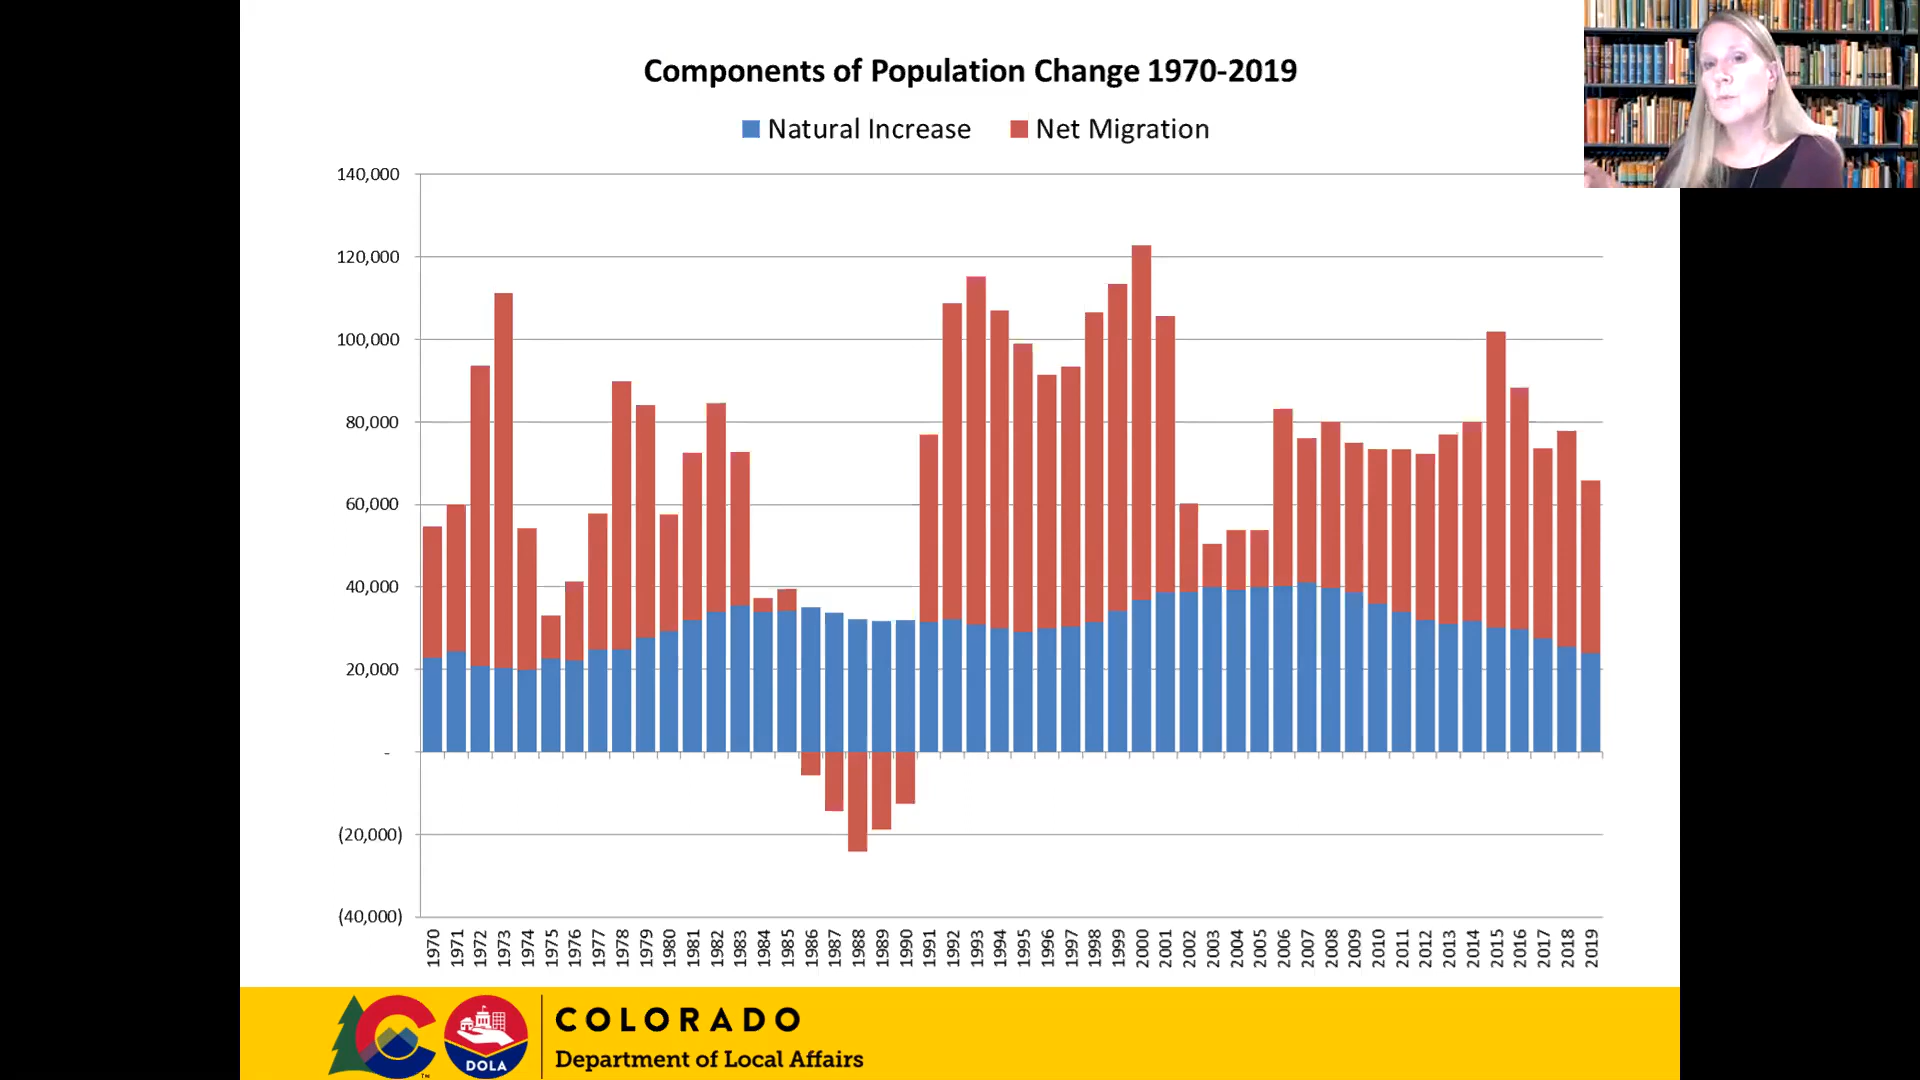 Components of Population Change 1970-2019
Natural Increase Net Migration
140,000
120,000
100,000
80,000
60,000
40,000
20,000
-
(20,000)
(40,000)
1970 1971 1972 1973 1974 1975 1976 1977 1978 1979 1980 1981 1982 1983 1984 1985 1986 1987 1988 1989 1990 1991 1992 1993 1994 1995 1996 1997 1998 1999 2000 2001 2002 2003 2004 2005 2006 2007 2008 2009 2010 2011 2012 2013 2014 2015 2016 2017 2018 2019
COLORADO
Department of Local Affairs
DOLA
TM